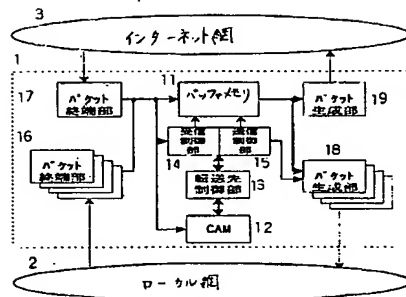 3
インターネット網
1
11
17
パケット
終端部
バッファメモリ
パケット
生成部
19
16
パケット
終端部
受信
制御
部
送信
制御
部
14
15
18
パケット
生成部
転送先
制御部
13
CAM
12
2
ローカル網